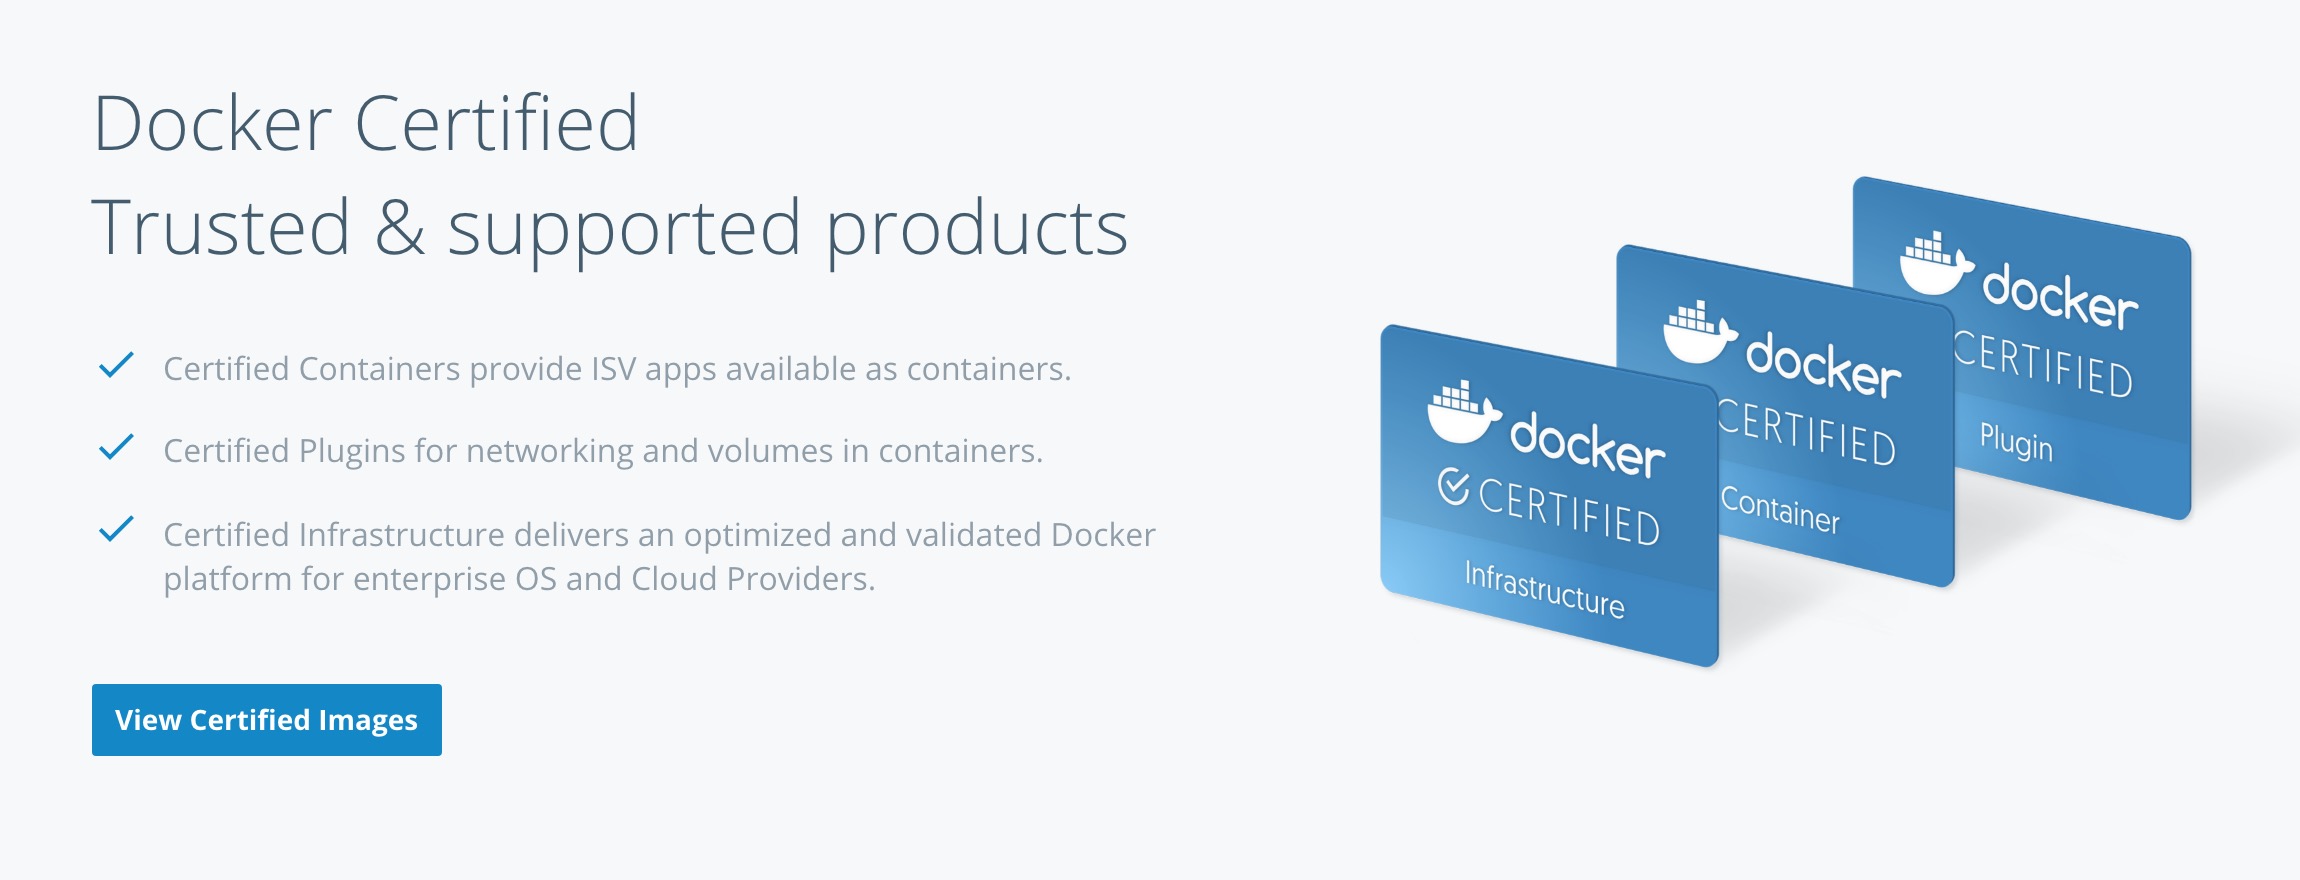 Docker Certified
Trusted & supported products
Certified Containers provide ISV apps available as containers.
Certified Plugins for networking and volumes in containers.
Certified Infrastructure delivers an optimized and validated Docker
platform for enterprise OS and Cloud Providers.
View Certified Images
docker
CERTIFIED
Infrastructure
docker
CERTIFIED
Container
docker
CERTIFIED
Plugin